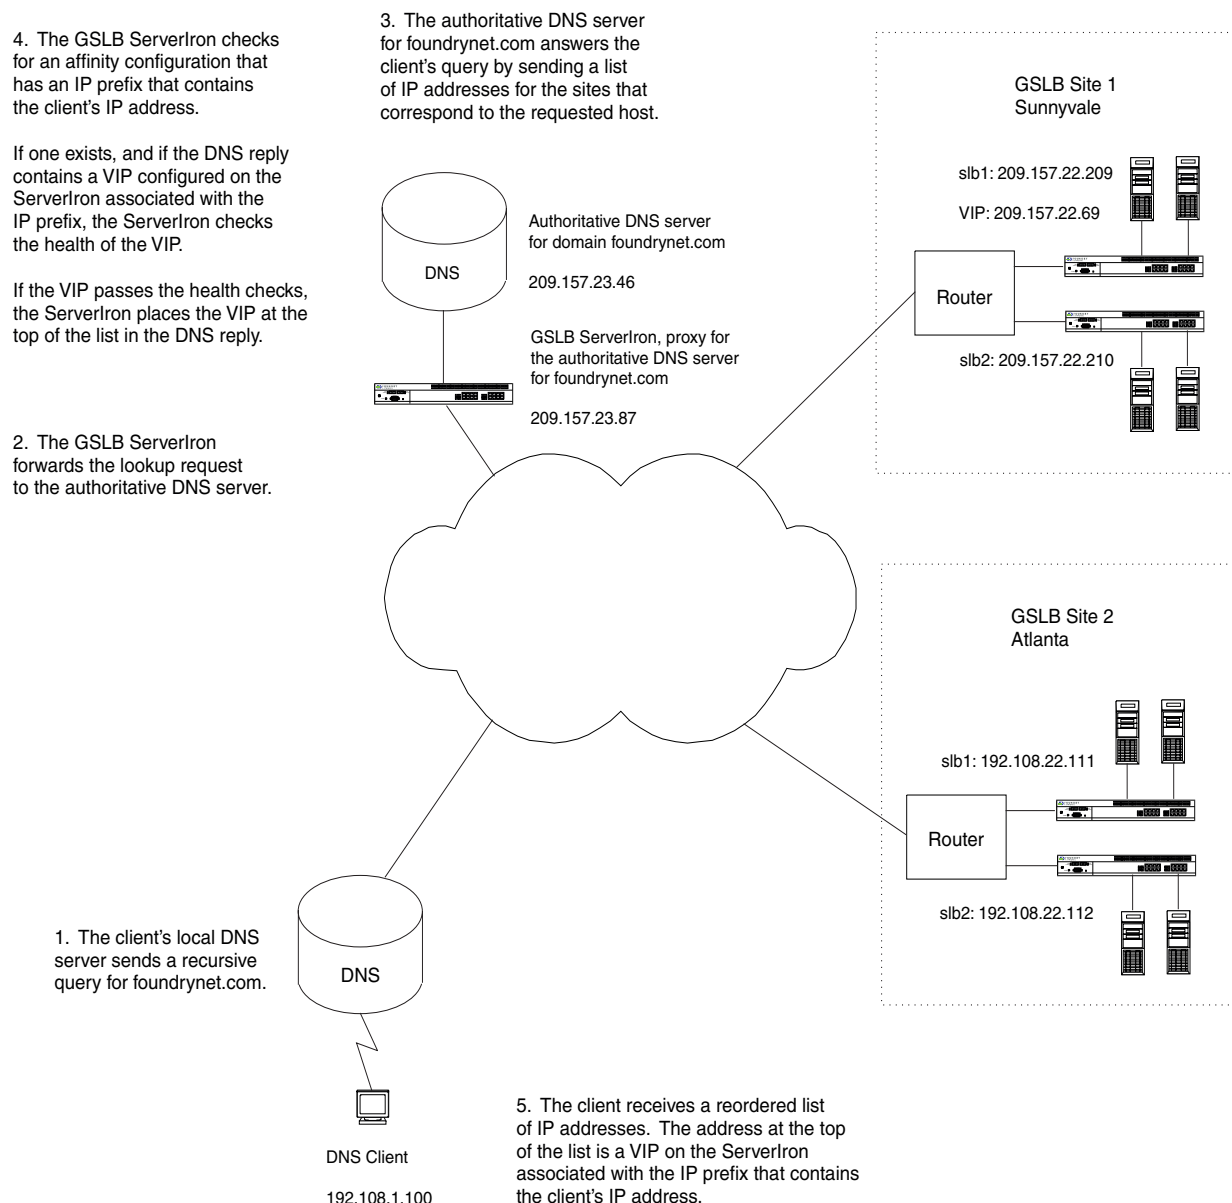 4. The GSLB ServerIron checks
for an affinity configuration that
has an IP prefix that contains
the client's IP address.
If one exists, and if the DNS reply
contains a VIP configured on the
ServerIron associated with the
IP prefix, the ServerIron checks
the health of the VIP.
If the VIP passes the health checks,
the ServerIron places the VIP at the
top of the list in the DNS reply.
3. The authoritative DNS server
for foundrynet.com answers the
client's query by sending a list
of IP addresses for the sites that
correspond to the requested host.
DNS
Authoritative DNS server
for domain foundrynet.com
209.157.23.46
GSLB ServerIron, proxy for
the authoritative DNS server
for foundrynet.com
209.157.23.87
2. The GSLB ServerIron
forwards the lookup request
to the authoritative DNS server.
GSLB Site 1
Sunnyvale
slb1: 209.157.22.209
VIP: 209.157.22.69
Router
slb2: 209.157.22.210
GSLB Site 2
Atlanta
slb1: 192.108.22.111
Router
slb2: 192.108.22.112
1. The client's local DNS
server sends a recursive
query for foundrynet.com.
DNS
DNS Client
192.108.1.100
5. The client receives a reordered list
of IP addresses. The address at the top
of the list is a VIP on the ServerIron
associated with the IP prefix that contains
the client's IP address.